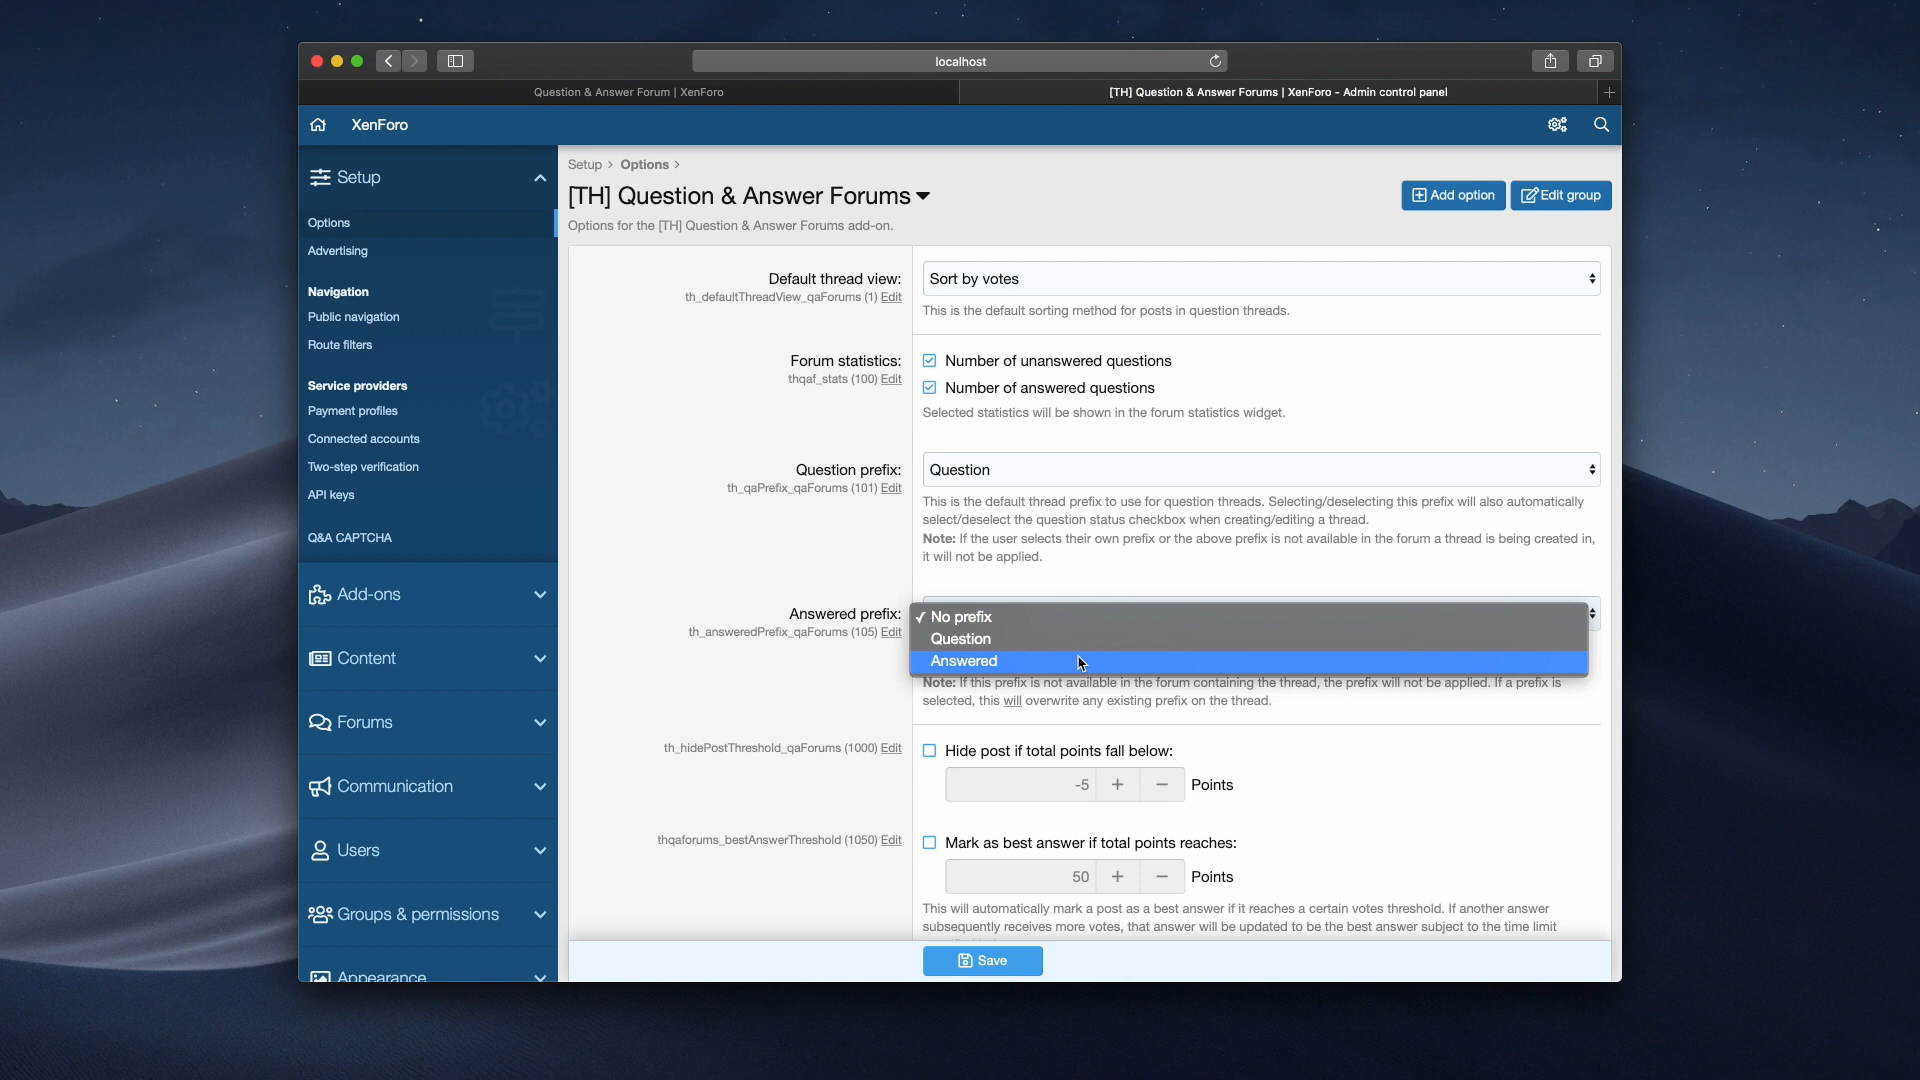 localhost
Question & Answer Forum | XenForo
[TH] Question & Answer Forums | XenForo - Admin control panel
XenForo
Setup
Options
Advertising
Navigation
Public navigation
Route filters
Service providers
Payment profiles
Connected accounts
Two-step verification
API keys
Q&A CAPTCHA
Add-ons
Content
Forums
Communication
Users
Groups & permissions
Appearance
Setup > Options >
[TH] Question & Answer Forums
Add option
Edit group
Options for the [TH] Question & Answer Forums add-on.
Default thread view:
th_defaultThreadView_qaForums (1) Edit
Sort by votes
This is the default sorting method for posts in question threads.
Forum statistics:
thqaf_stats (100) Edit
Number of unanswered questions
Number of answered questions
Selected statistics will be shown in the forum statistics widget.
Question prefix:
th_qaPrefix_qaForums (101) Edit
Question
This is the default thread prefix to use for question threads. Selecting/deselecting this prefix will also automatically
select/deselect the question status checkbox when creating/editing a thread.
Note: If the user selects their own prefix or the above prefix is not available in the forum a thread is being created in,
it will not be applied.
Answered prefix:
th_answeredPrefix_qaForums (105) Edit
✓ No prefix
Question
Answered
Note: If this prefix is not available in the forum containing the thread, the prefix will not be applied. If a prefix is
selected, this will overwrite any existing prefix on the thread.
th_hidePostThreshold_qaForums (1000) Edit
Hide post if total points fall below:
-5 + − Points
thqaforums_bestAnswerThreshold (1050) Edit
Mark as best answer if total points reaches:
50 + − Points
This will automatically mark a post as a best answer if it reaches a certain votes threshold. If another answer
subsequently receives more votes, that answer will be updated to be the best answer subject to the time limit
Save